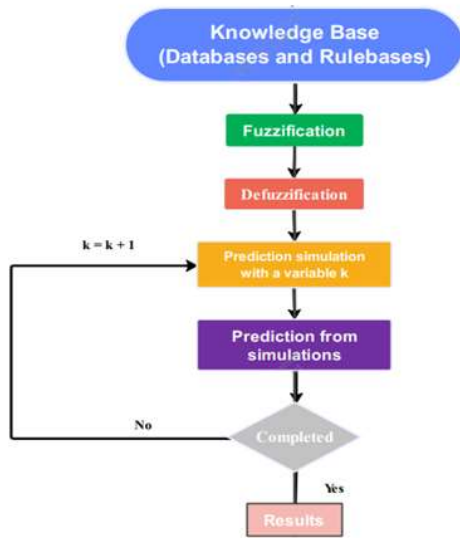 Knowledge Base
(Databases and Rulebases)
Fuzzification
Defuzzification
k = k + 1
Prediction simulation
with a variable k
Prediction from
simulations
No
Completed
Yes
Results